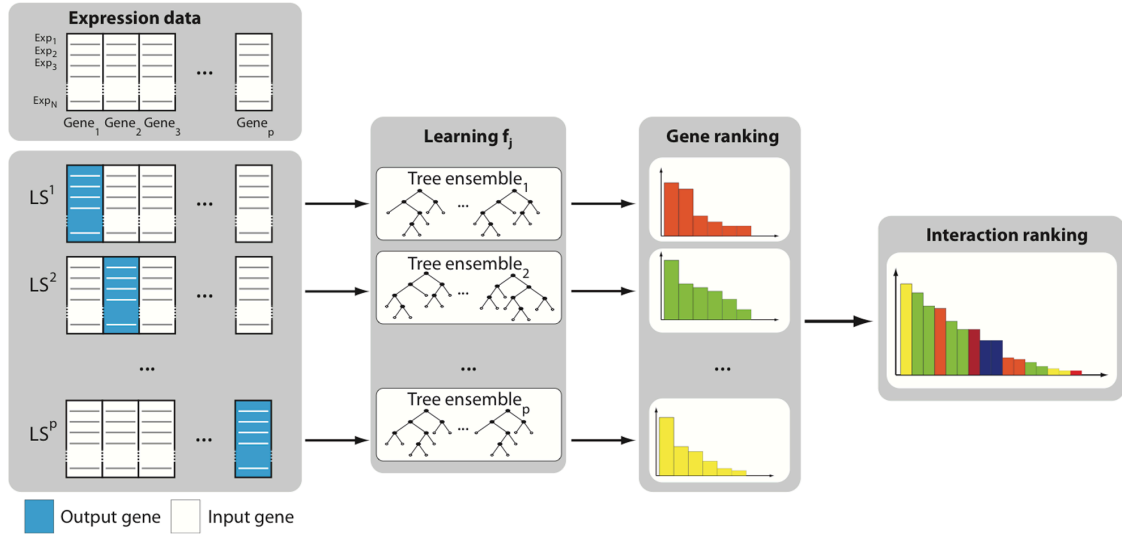 Expression data
Exp1
Exp2
Exp3
...
ExpN
Gene1 Gene2 Gene3 Genep
LS1 ...
LS2 ...
...
LSp ...
Output gene Input gene
Learning fj
Tree ensemble1
...
Tree ensemble2
...
...
Tree ensemblep
...
Gene ranking
...
Interaction ranking